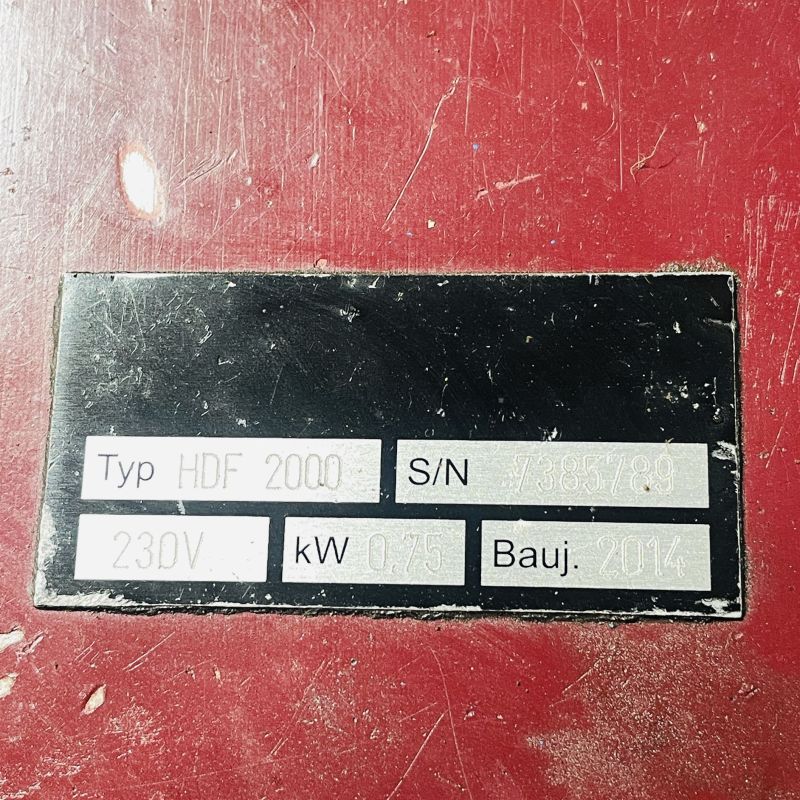 Typ HDF 2000 S/N 7385789
230V kW 0.75 Bauj. 2014